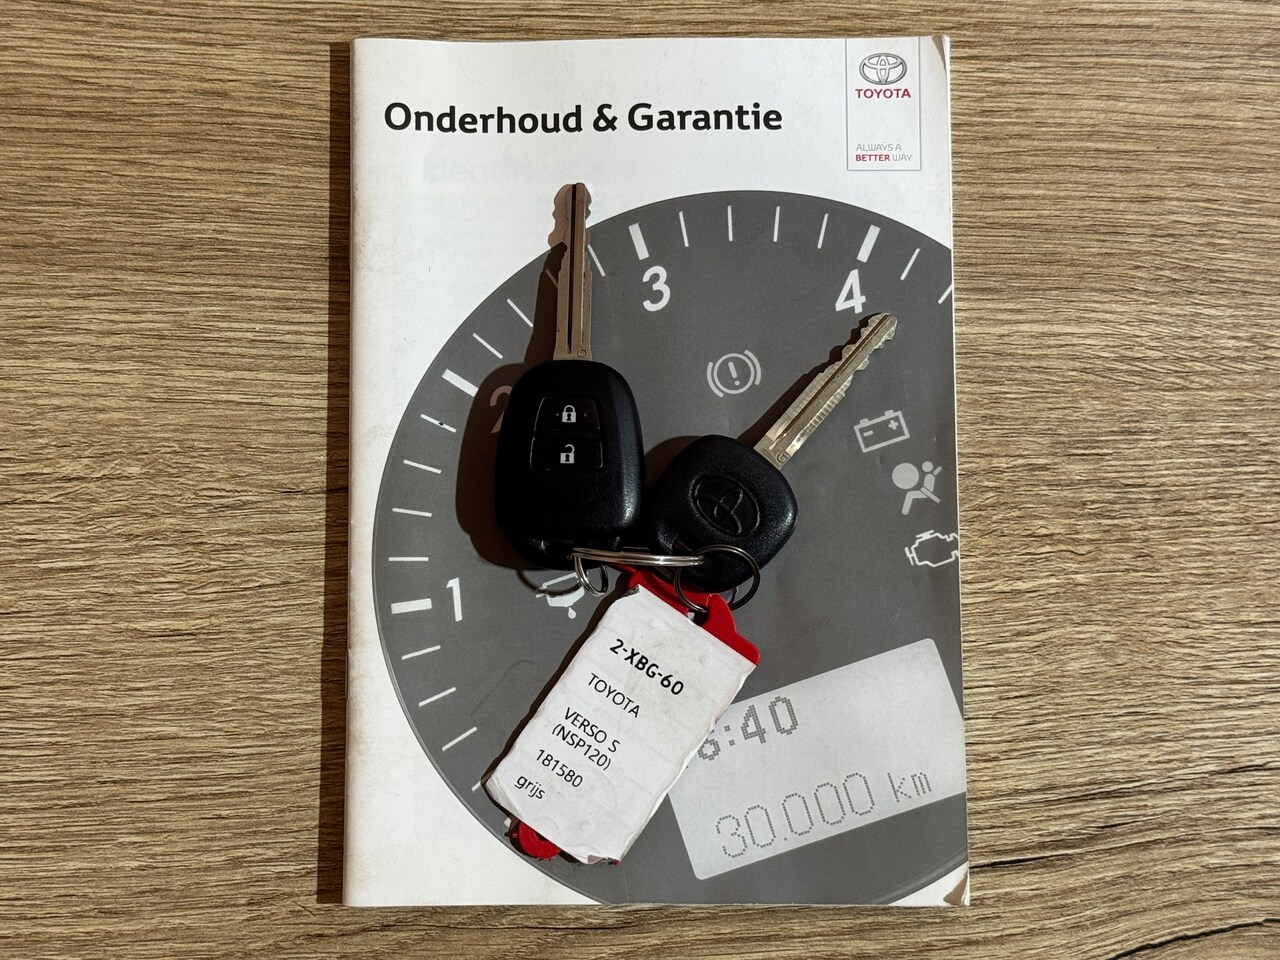 Onderhoud & Garantie
TOYOTA
ALWAYS A
BETTER WAY
3
4
2
1
2-XBG-60
TOYOTA
VERSO S
(NSP120)
181580
grijs
:40
30.000 km